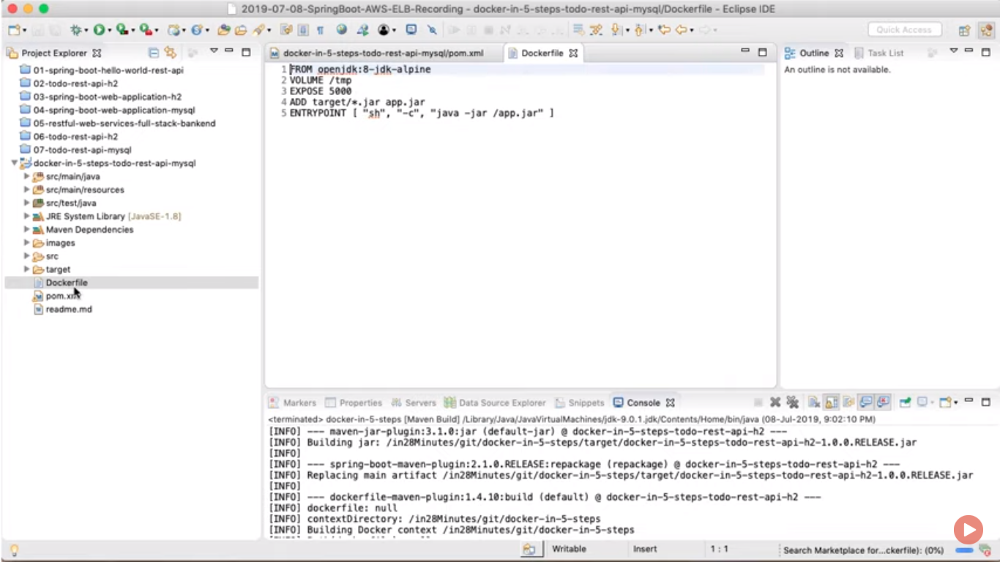 2019-07-08-SpringBoot-AWS-ELB-Recording - docker-in-5-steps-todo-rest-api-mysql/Dockerfile - Eclipse IDE
Quick Access
Project Explorer
01-spring-boot-hello-world-rest-api
02-todo-rest-api-h2
03-spring-boot-web-application-h2
04-spring-boot-web-application-mysql
05-restful-web-services-full-stack-bankend
06-todo-rest-api-h2
07-todo-rest-api-mysql
docker-in-5-steps-todo-rest-api-mysql
src/main/java
src/main/resources
src/test/java
JRE System Library [JavaSE-1.8]
Maven Dependencies
images
src
target
Dockerfile
pom.xml
readme.md
docker-in-5-steps-todo-rest-api-mysql/pom.xml Dockerfile
1 FROM openjdk:8-jdk-alpine
2 VOLUME /tmp
3 EXPOSE 5000
4 ADD target/*.jar app.jar
5 ENTRYPOINT [ "sh", "-c", "java -jar /app.jar" ]
Outline Task List
An outline is not available.
Markers Properties Servers Data Source Explorer Snippets Console
<terminated> docker-in-5-steps [Maven Build] /Library/Java/JavaVirtualMachines/jdk-9.0.1.jdk/Contents/Home/bin/java (08-Jul-2019, 9:02:10 PM)
[INFO] --- maven-jar-plugin:3.1.0:jar (default-jar) @ docker-in-5-steps-todo-rest-api-h2 ---
[INFO] Building jar: /in28Minutes/git/docker-in-5-steps/target/docker-in-5-steps-todo-rest-api-h2-1.0.0.RELEASE.jar
[INFO]
[INFO] --- spring-boot-maven-plugin:2.1.0.RELEASE:repackage (repackage) @ docker-in-5-steps-todo-rest-api-h2 ---
[INFO] Replacing main artifact /in28Minutes/git/docker-in-5-steps/target/docker-in-5-steps-todo-rest-api-h2-1.0.0.RELEASE.jar
[INFO]
[INFO] --- dockerfile-maven-plugin:1.4.10:build (default) @ docker-in-5-steps-todo-rest-api-h2 ---
[INFO] dockerfile: null
[INFO] contextDirectory: /in28Minutes/git/docker-in-5-steps
[INFO] Building Docker context /in28Minutes/git/docker-in-5-steps
Writable Insert 1 : 1 Search Marketplace for...ckerfile): (0%)